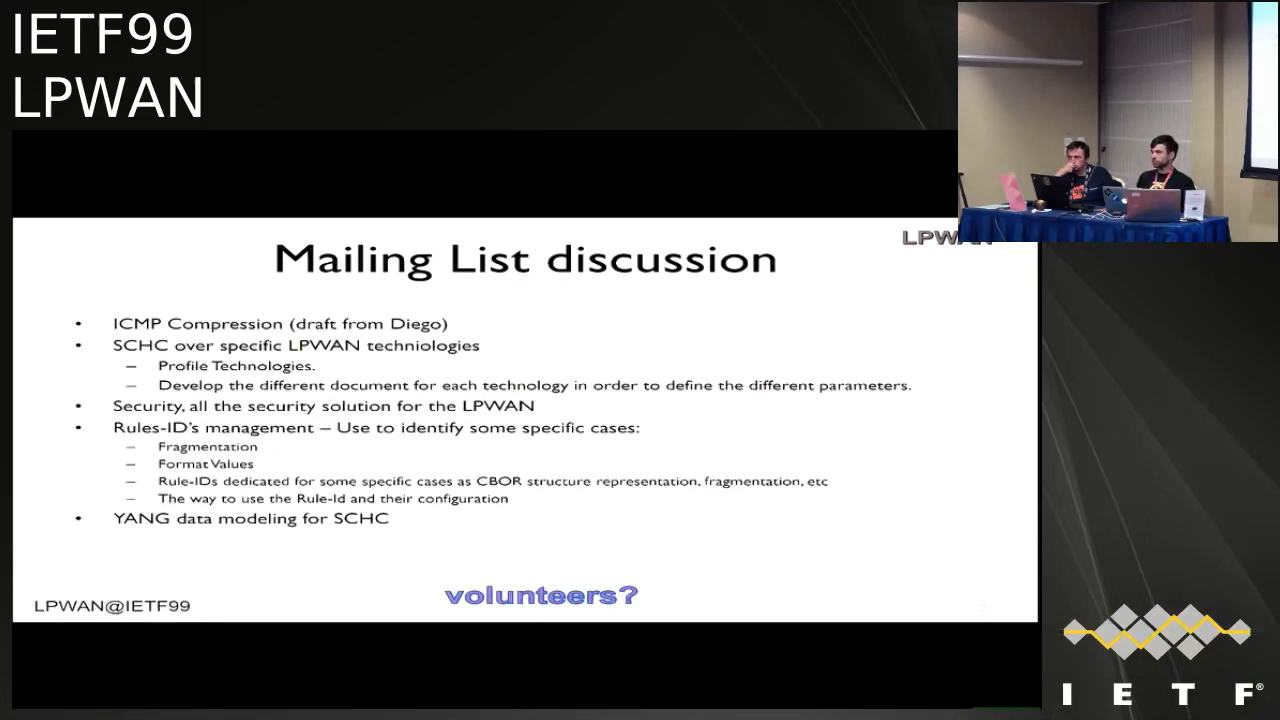 IETF99
LPWAN
LPWAN
Mailing List discussion
• ICMP Compression (draft from Diego)
• SCHC over specific LPWAN techniologies
– Profile Technologies.
– Develop the different document for each technology in order to define the different parameters.
• Security, all the security solution for the LPWAN
• Rules-ID's management – Use to identify some specific cases:
– Fragmentation
– Format Values
– Rule-IDs dedicated for some specific cases as CBOR structure representation, fragmentation, etc
– The way to use the Rule-Id and their configuration
• YANG data modeling for SCHC
volunteers?
LPWAN@IETF99
I E T F®